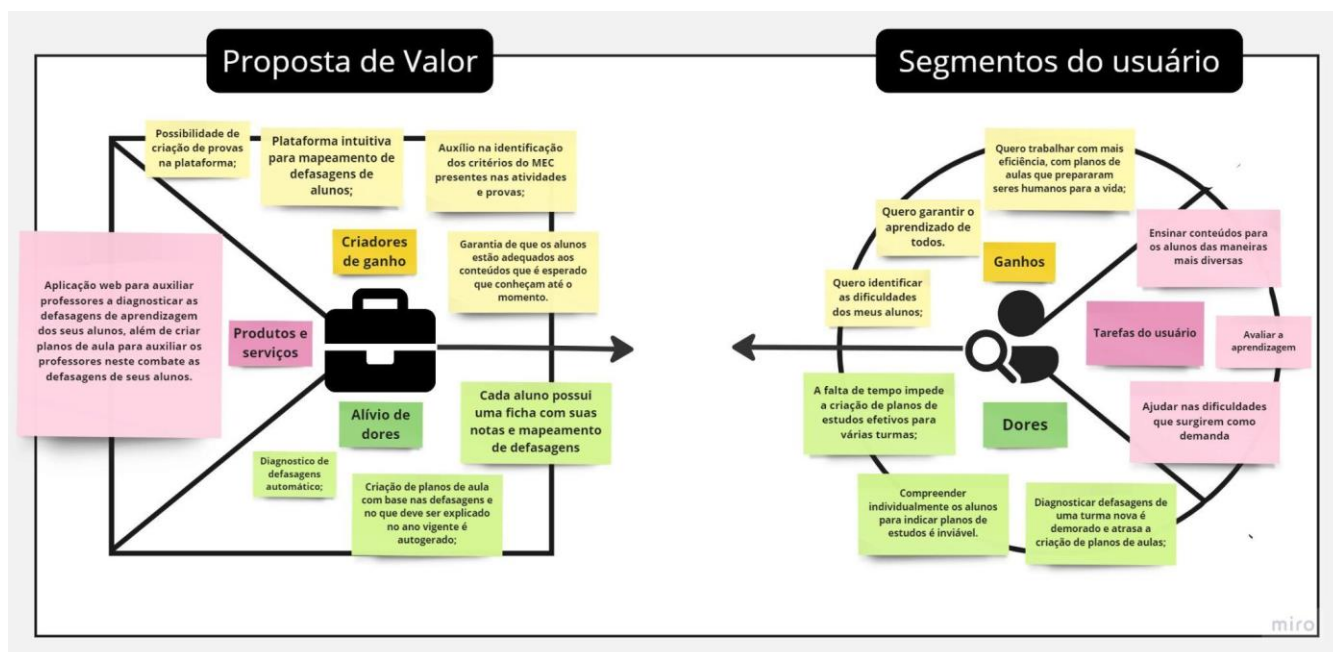 Proposta de Valor
Possibilidade de
criação de provas
na plataforma;
Plataforma intuitiva
para mapeamento de
defasagens de
alunos;
Auxílio na identificação
dos critérios do MEC
presentes nas atividades
e provas;
Criadores
de ganho
Garantia de que os alunos
estão adequados aos
conteúdos que é esperado
que conheçam até o
momento.
Aplicação web para auxiliar
professores a diagnosticar as
defasagens de aprendizagem
dos seus alunos, além de criar
planos de aula para auxiliar os
professores neste combate as
defasagens de seus alunos.
Produtos e
serviços
Alívio de
dores
Cada aluno possui
uma ficha com suas
notas e mapeamento
de defasagens
Diagnostico de
defasagens
automático;
Criação de planos de aula
com base nas defasagens e
no que deve ser explicado
no ano vigente é
autogerado;
Segmentos do usuário
Quero trabalhar com mais
eficiência, com planos de
aulas que prepararam
seres humanos para a vida;
Quero garantir o
aprendizado de
todos.
Ganhos
Ensinar conteúdos para
os alunos das maneiras
mais diversas
Quero identificar
as dificuldades
dos meus alunos;
Tarefas do usuário
Avaliar a
aprendizagem
A falta de tempo impede
a criação de planos de
estudos efetivos para
várias turmas;
Dores
Ajudar nas dificuldades
que surgirem como
demanda
Compreender
individualmente os alunos
para indicar planos de
estudos é inviável.
Diagnosticar defasagens de
uma turma nova é
demorado e atrasa a
criação de planos de aulas;
miro